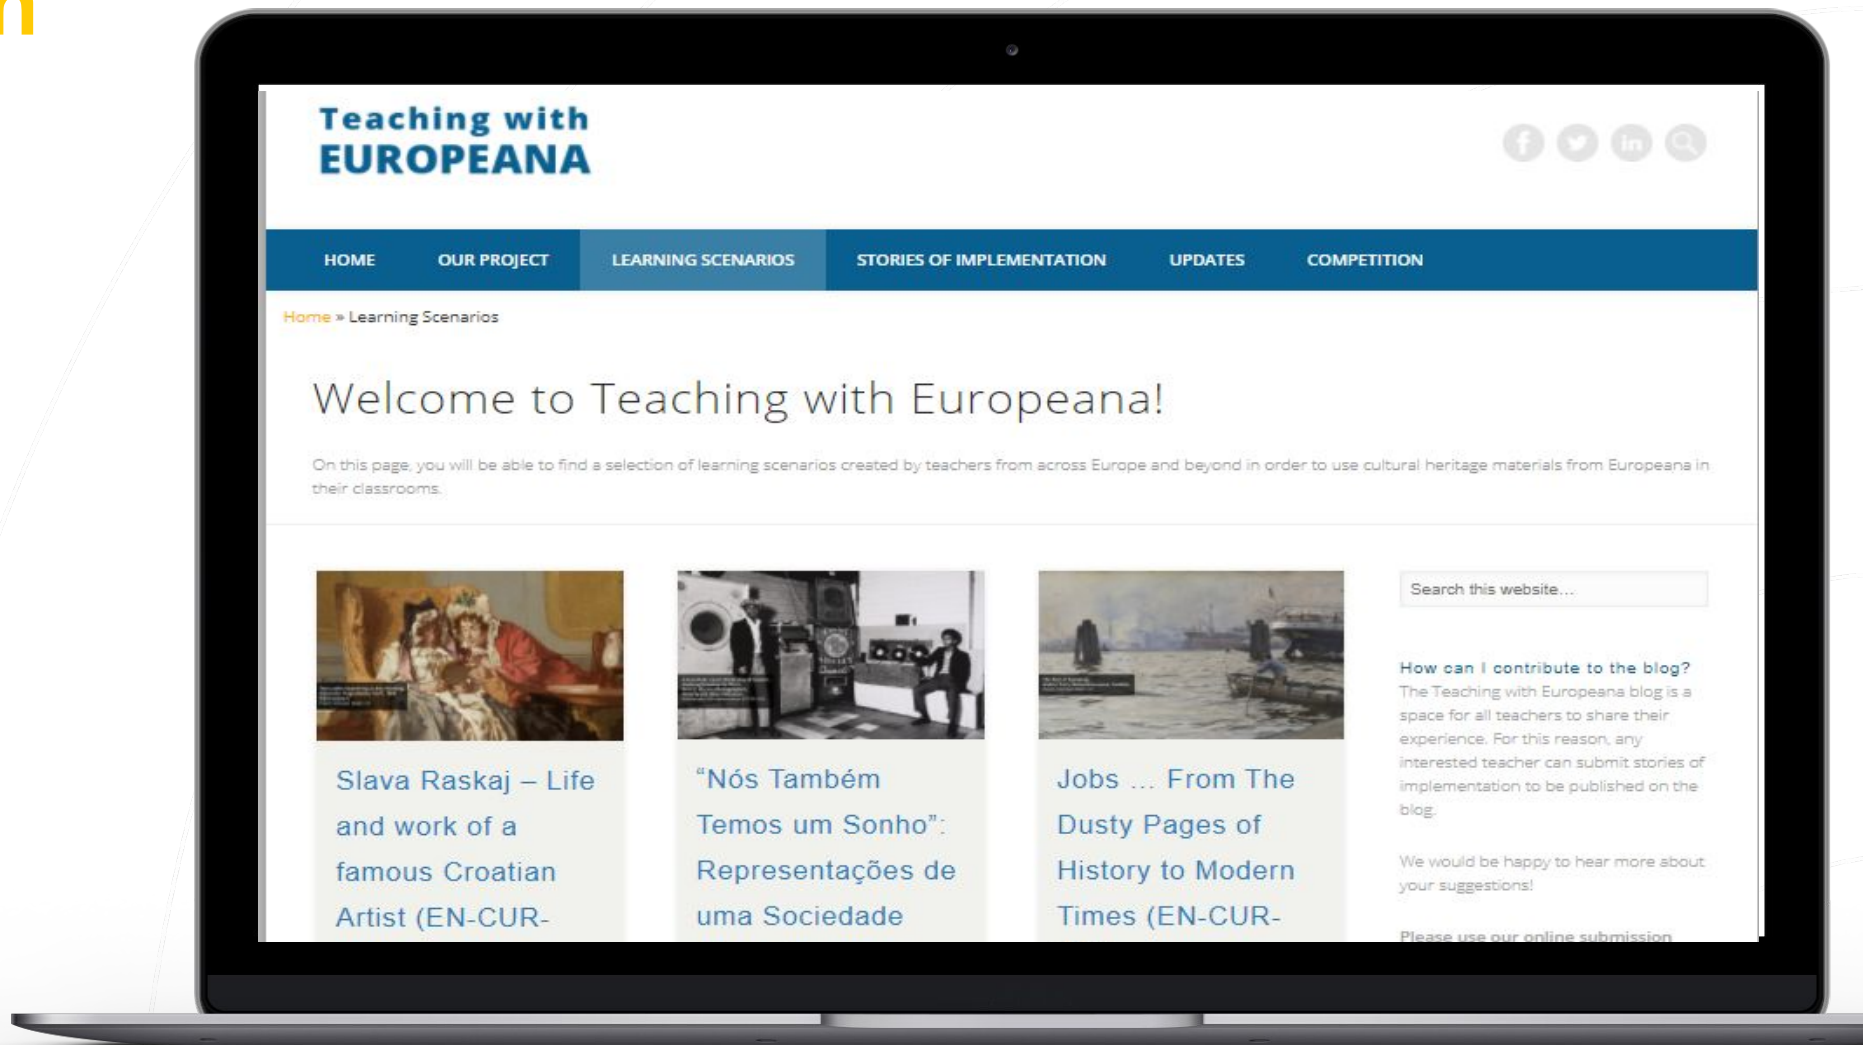 n
Teaching with
EUROPEANA
HOME OUR PROJECT LEARNING SCENARIOS STORIES OF IMPLEMENTATION UPDATES COMPETITION
Home » Learning Scenarios
Welcome to Teaching with Europeana!
On this page, you will be able to find a selection of learning scenarios created by teachers from across Europe and beyond in order to use cultural heritage materials from Europeana in
their classrooms.
Slava Raskaj – Life
and work of a
famous Croatian
Artist (EN-CUR-
“Nós Também
Temos um Sonho”:
Representações de
uma Sociedade
Jobs ... From The
Dusty Pages of
History to Modern
Times (EN-CUR-
Search this website...
How can I contribute to the blog?
The Teaching with Europeana blog is a
space for all teachers to share their
experience. For this reason, any
interested teacher can submit stories of
implementation to be published on the
blog.
We would be happy to hear more about
your suggestions!
Please use our online submission